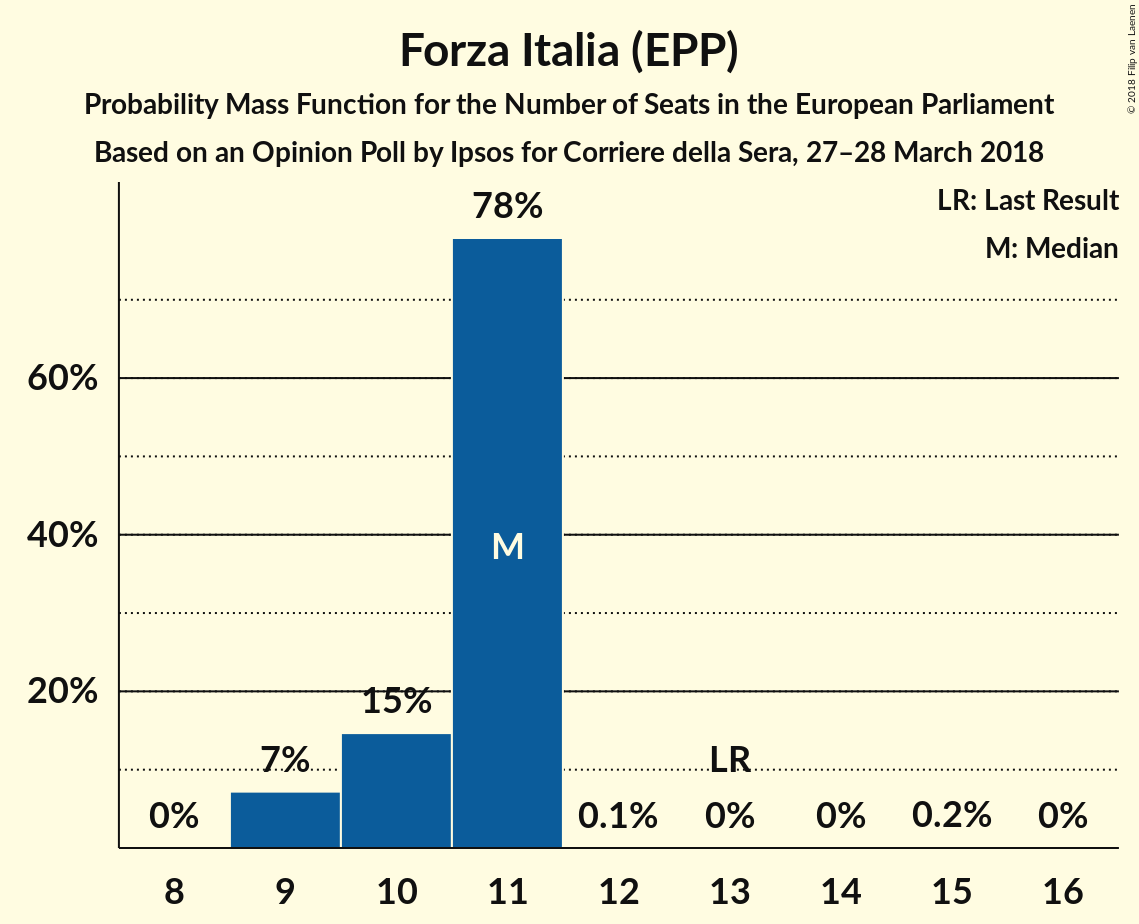 Forza Italia (EPP)
Probability Mass Function for the Number of Seats in the European Parliament
Based on an Opinion Poll by Ipsos for Corriere della Sera, 27–28 March 2018
© 2018 Filip van Laenen
LR: Last Result
M: Median
78%
60%
40%
M
20%
15%
7%
LR
0%
0.1%
0%
0%
0.2%
0%
8
9
10
11
12
13
14
15
16